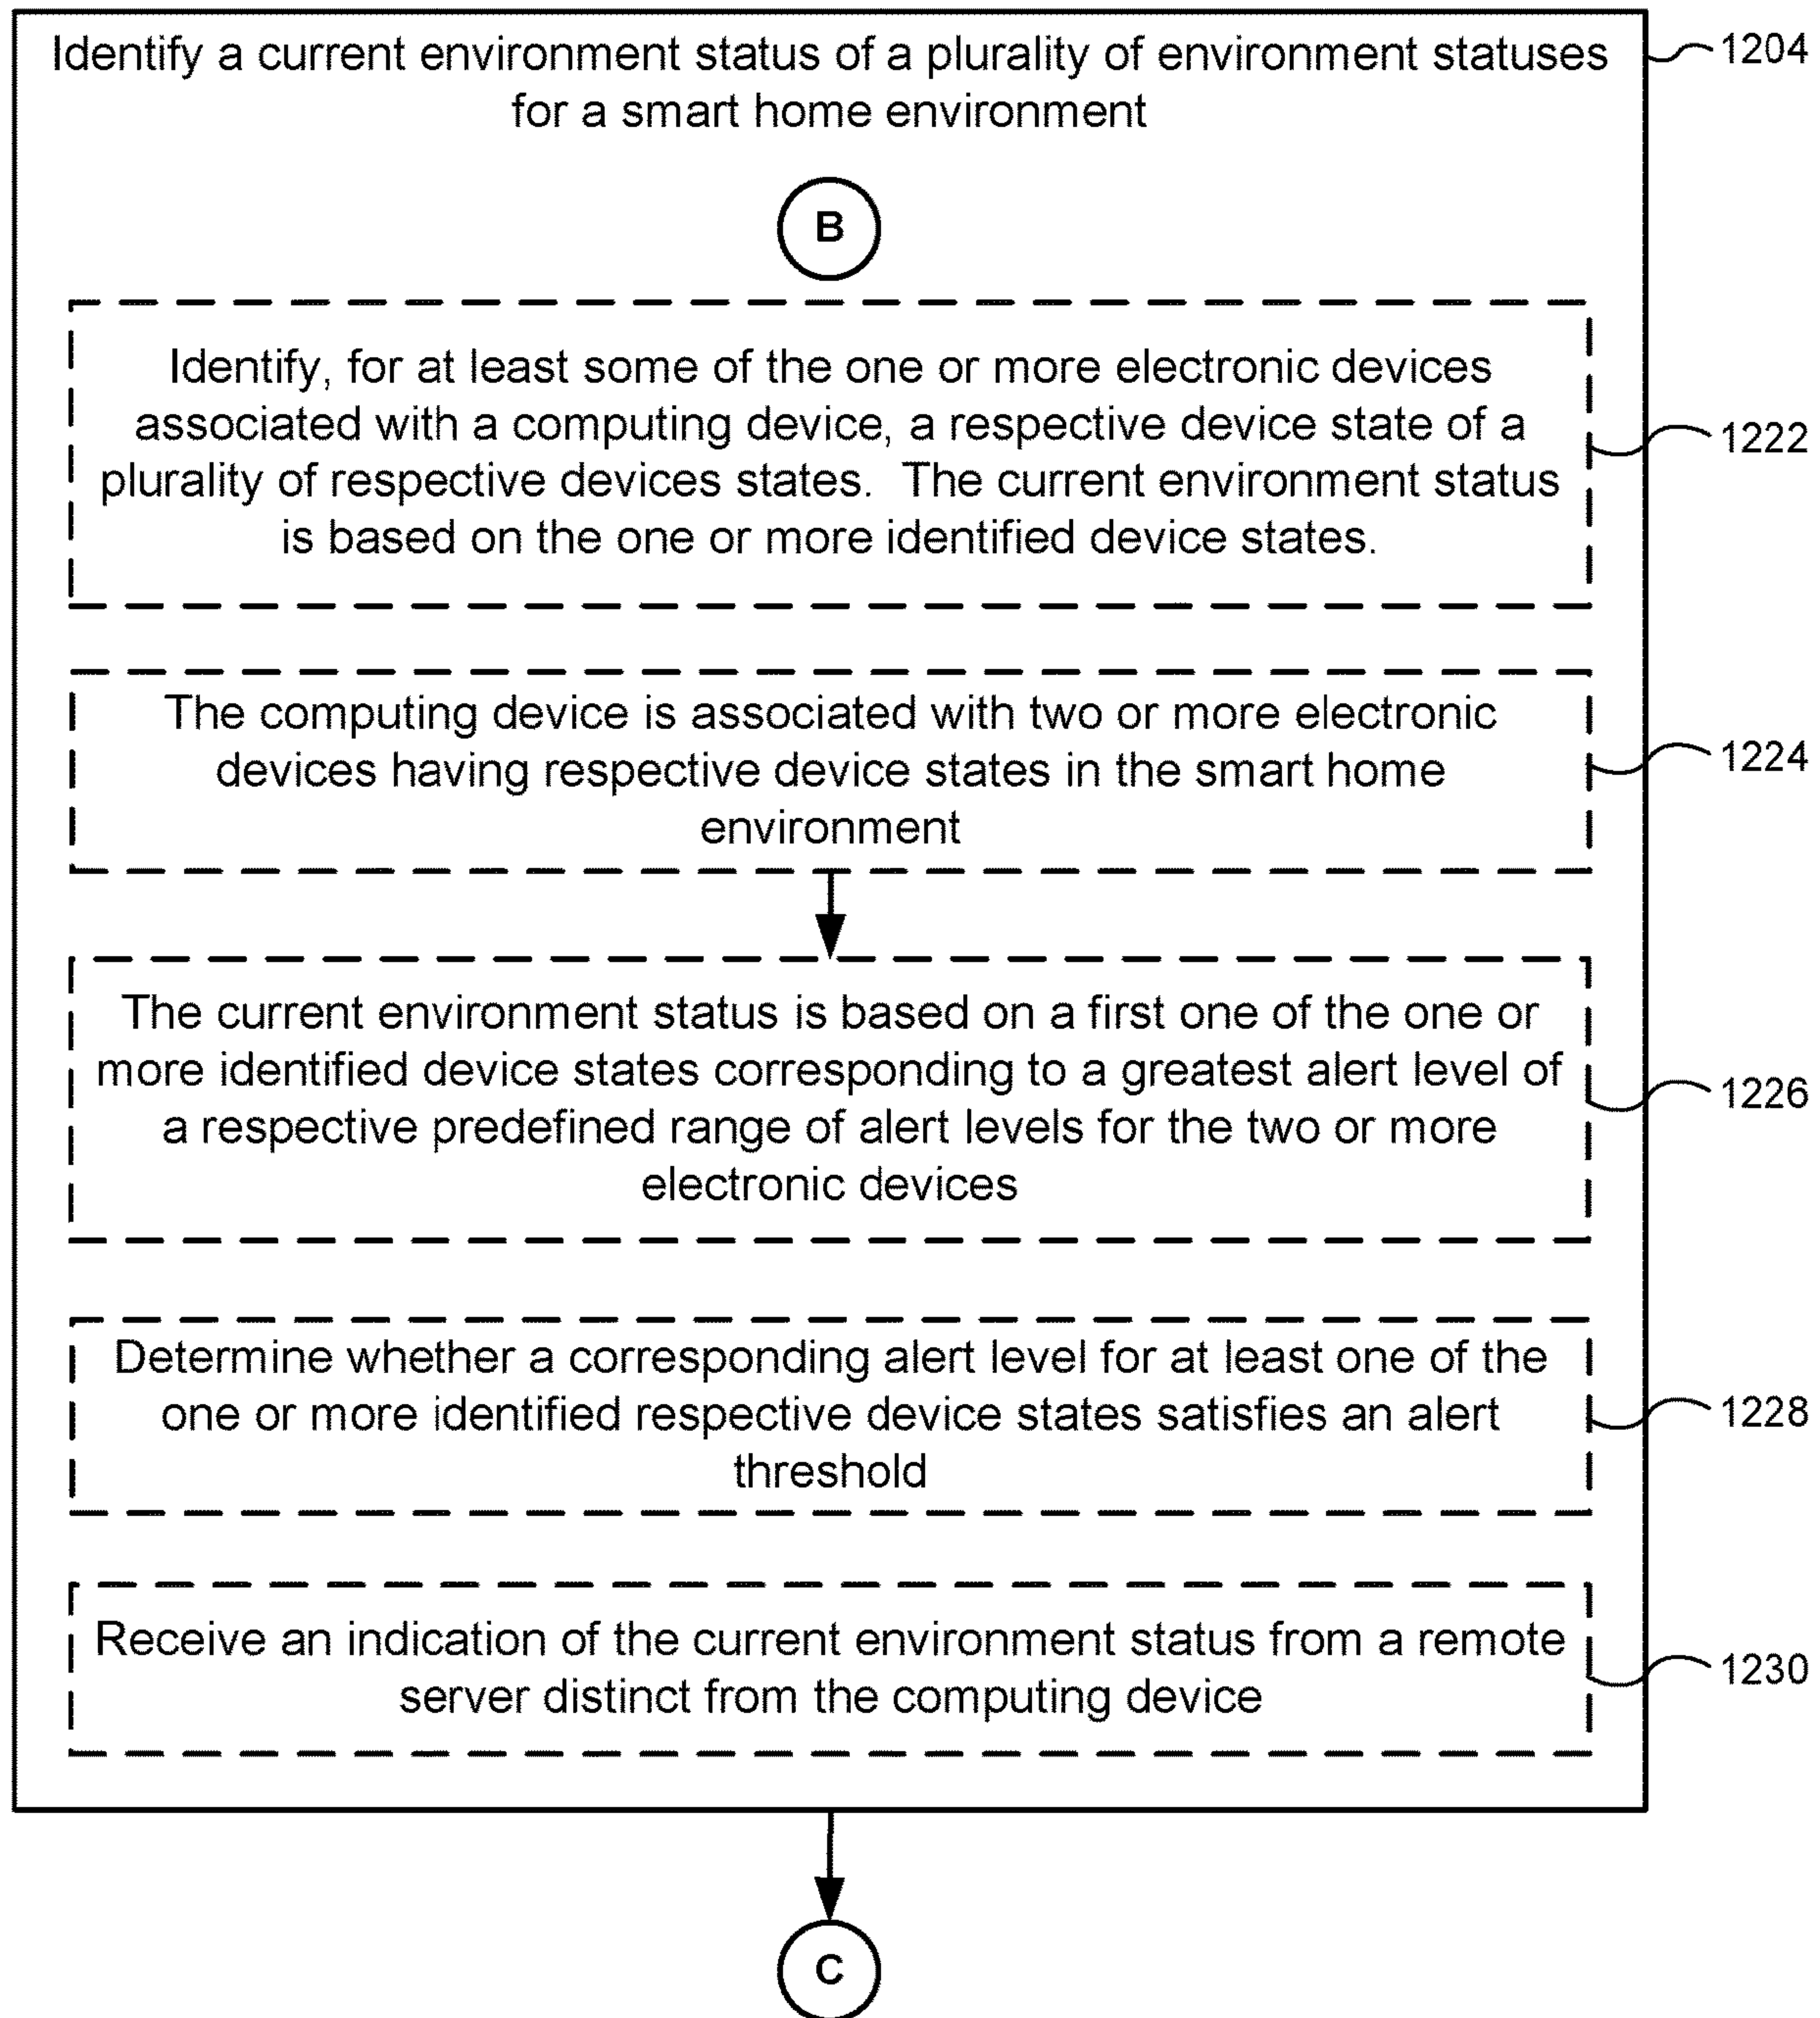 Identify a current environment status of a plurality of environment statuses
for a smart home environment
1204
B
Identify, for at least some of the one or more electronic devices
associated with a computing device, a respective device state of a
plurality of respective devices states.  The current environment status
is based on the one or more identified device states.
1222
The computing device is associated with two or more electronic
devices having respective device states in the smart home
environment
1224
The current environment status is based on a first one of the one or
more identified device states corresponding to a greatest alert level of
a respective predefined range of alert levels for the two or more
electronic devices
1226
Determine whether a corresponding alert level for at least one of the
one or more identified respective device states satisfies an alert
threshold
1228
Receive an indication of the current environment status from a remote
server distinct from the computing device
1230
C